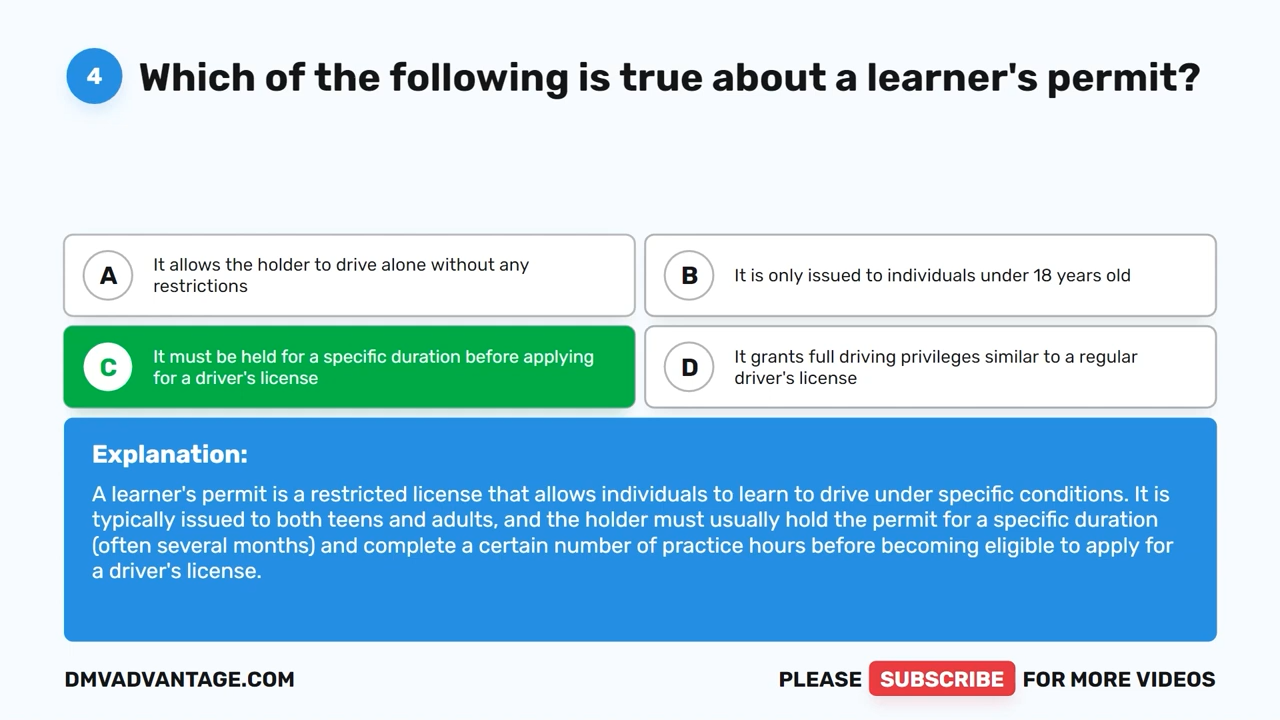 4
Which of the following is true about a learner's permit?
A
It allows the holder to drive alone without any
restrictions
B
It is only issued to individuals under 18 years old
C
It must be held for a specific duration before applying
for a driver's license
D
It grants full driving privileges similar to a regular
driver's license
Explanation:
A learner's permit is a restricted license that allows individuals to learn to drive under specific conditions. It is
typically issued to both teens and adults, and the holder must usually hold the permit for a specific duration
(often several months) and complete a certain number of practice hours before becoming eligible to apply for
a driver's license.
DMVADVANTAGE.COM
PLEASE SUBSCRIBE FOR MORE VIDEOS